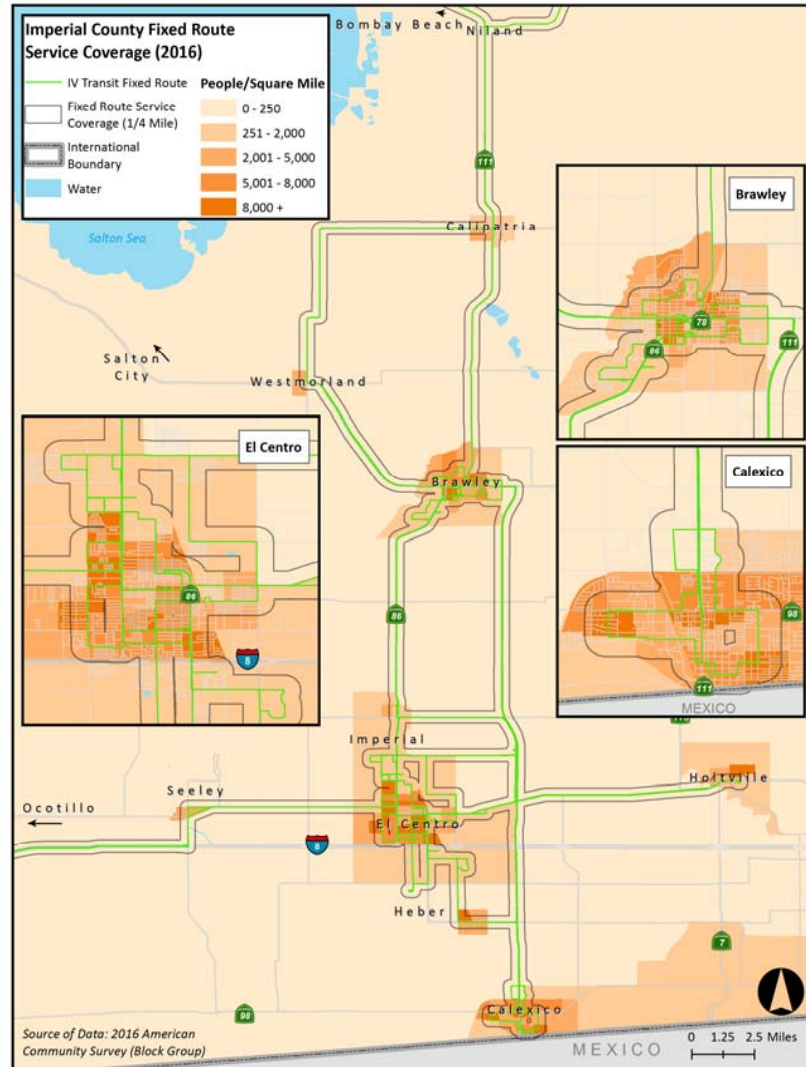 Imperial County Fixed Route
Service Coverage (2016)
IV Transit Fixed Route
Fixed Route Service
Coverage (1/4 Mile)
International
Boundary
Water
People/Square Mile
0 - 250
251 - 2,000
2,001 - 5,000
5,001 - 8,000
8,000 +
Bombay Beach
Niland
111
Salton Sea
Calipatria
Salton
City
Westmorland
Brawley
86
Imperial
Seeley
Ocotillo
El Centro
8
Holtville
Heber
7
98
Calexico
MEXICO
Brawley
78
86
111
El Centro
86
8
Calexico
98
111
MEXICO
Source of Data: 2016 American
Community Survey (Block Group)
0 1.25 2.5 Miles